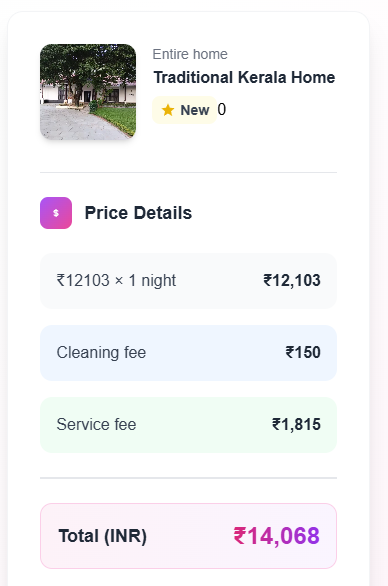 Entire home
Traditional Kerala Home
★ New 0
$
Price Details
₹12103 × 1 night ₹12,103
Cleaning fee ₹150
Service fee ₹1,815
Total (INR) ₹14,068